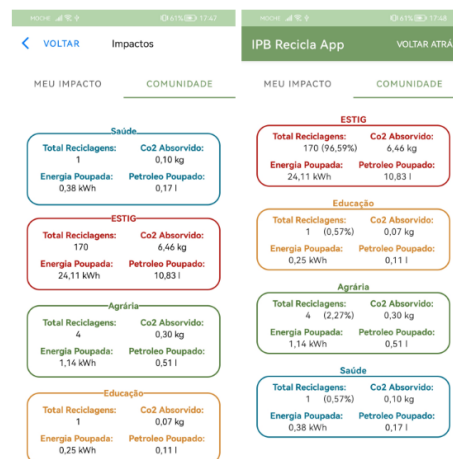 MOCHE 61% 17:47
VOLTAR Impactos
MEU IMPACTO COMUNIDADE
Saúde
Total Reciclagens: Co2 Absorvido:
1 0,10 kg
Energia Poupada: Petroleo Poupado:
0,38 kWh 0,17 l
ESTIG
Total Reciclagens: Co2 Absorvido:
170 6,46 kg
Energia Poupada: Petroleo Poupado:
24,11 kWh 10,83 l
Agrária
Total Reciclagens: Co2 Absorvido:
4 0,30 kg
Energia Poupada: Petroleo Poupado:
1,14 kWh 0,51 l
Educação
Total Reciclagens: Co2 Absorvido:
1 0,07 kg
Energia Poupada: Petroleo Poupado:
0,25 kWh 0,11 l
MOCHE 61% 17:48
IPB Recicla App VOLTAR ATRÁ
MEU IMPACTO COMUNIDADE
ESTIG
Total Reciclagens: Co2 Absorvido:
170 (96,59%) 6,46 kg
Energia Poupada: Petroleo Poupado:
24,11 kWh 10,83 l
Educação
Total Reciclagens: Co2 Absorvido:
1 (0,57%) 0,07 kg
Energia Poupada: Petroleo Poupado:
0,25 kWh 0,11 l
Agrária
Total Reciclagens: Co2 Absorvido:
4 (2,27%) 0,30 kg
Energia Poupada: Petroleo Poupado:
1,14 kWh 0,51 l
Saúde
Total Reciclagens: Co2 Absorvido:
1 (0,57%) 0,10 kg
Energia Poupada: Petroleo Poupado:
0,38 kWh 0,17 l